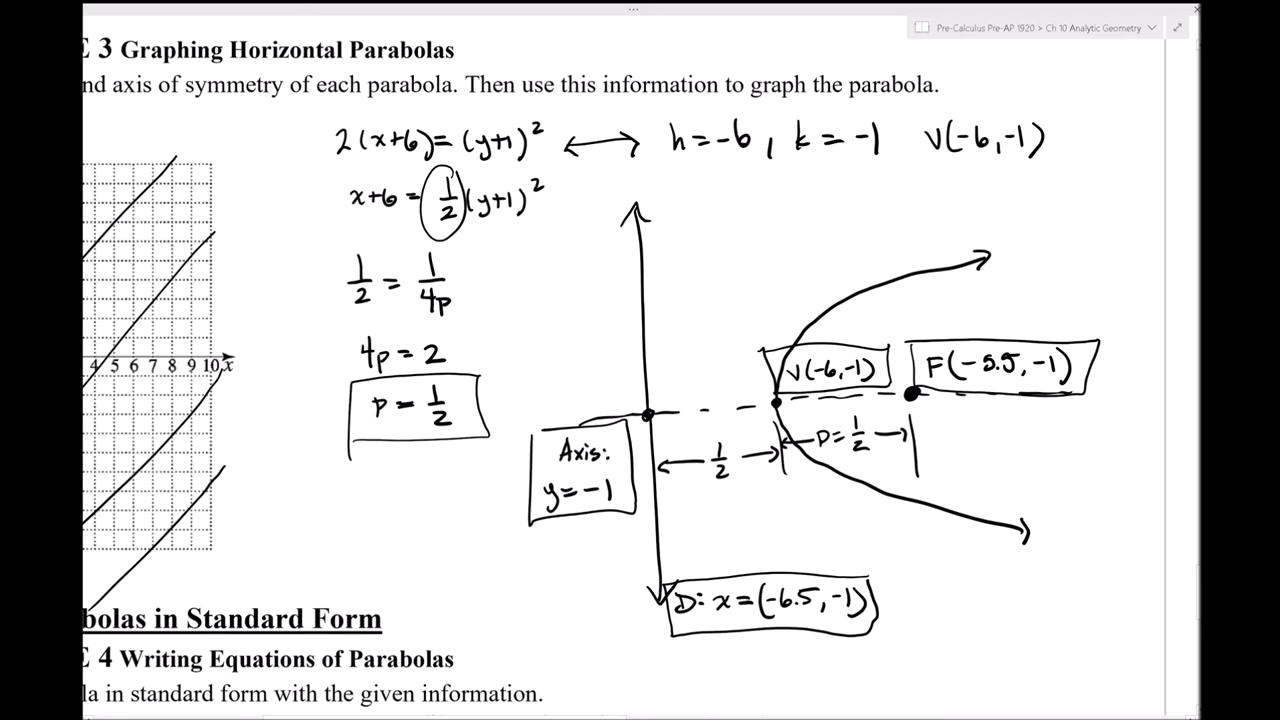 Pre-Calculus Pre-AP 1920 > Ch 10 Analytic Geometry
E 3 Graphing Horizontal Parabolas
nd axis of symmetry of each parabola. Then use this information to graph the parabola.
2(x+6)=(y+1)² ⟷ h=-6, k=-1 V(-6,-1)
x+6 = 1/2 (y+1)²
1/2 = 1/4p
4p = 2
p = 1/2
V(-6,-1)
F(-5.5,-1)
4 5 6 7 8 9 10 x
Axis:
y=-1
1/2
p=1/2
D: x=(-6.5,-1)
bolas in Standard Form
E 4 Writing Equations of Parabolas
la in standard form with the given information.